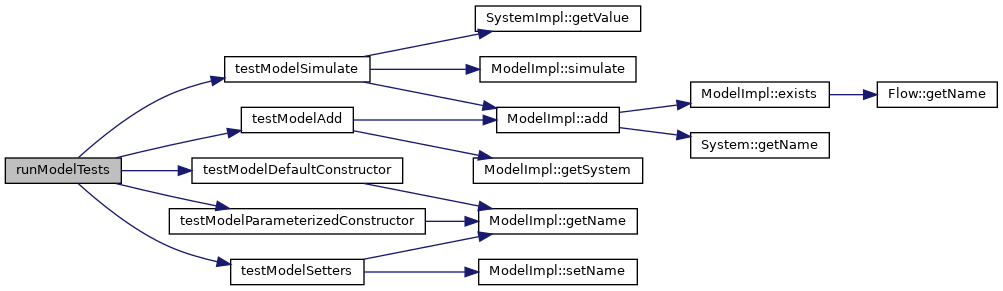 runModelTests
testModelSimulate
SystemImpl::getValue
ModelImpl::simulate
ModelImpl::add
ModelImpl::exists
Flow::getName
System::getName
testModelAdd
ModelImpl::getSystem
testModelDefaultConstructor
ModelImpl::getName
testModelParameterizedConstructor
testModelSetters
ModelImpl::setName